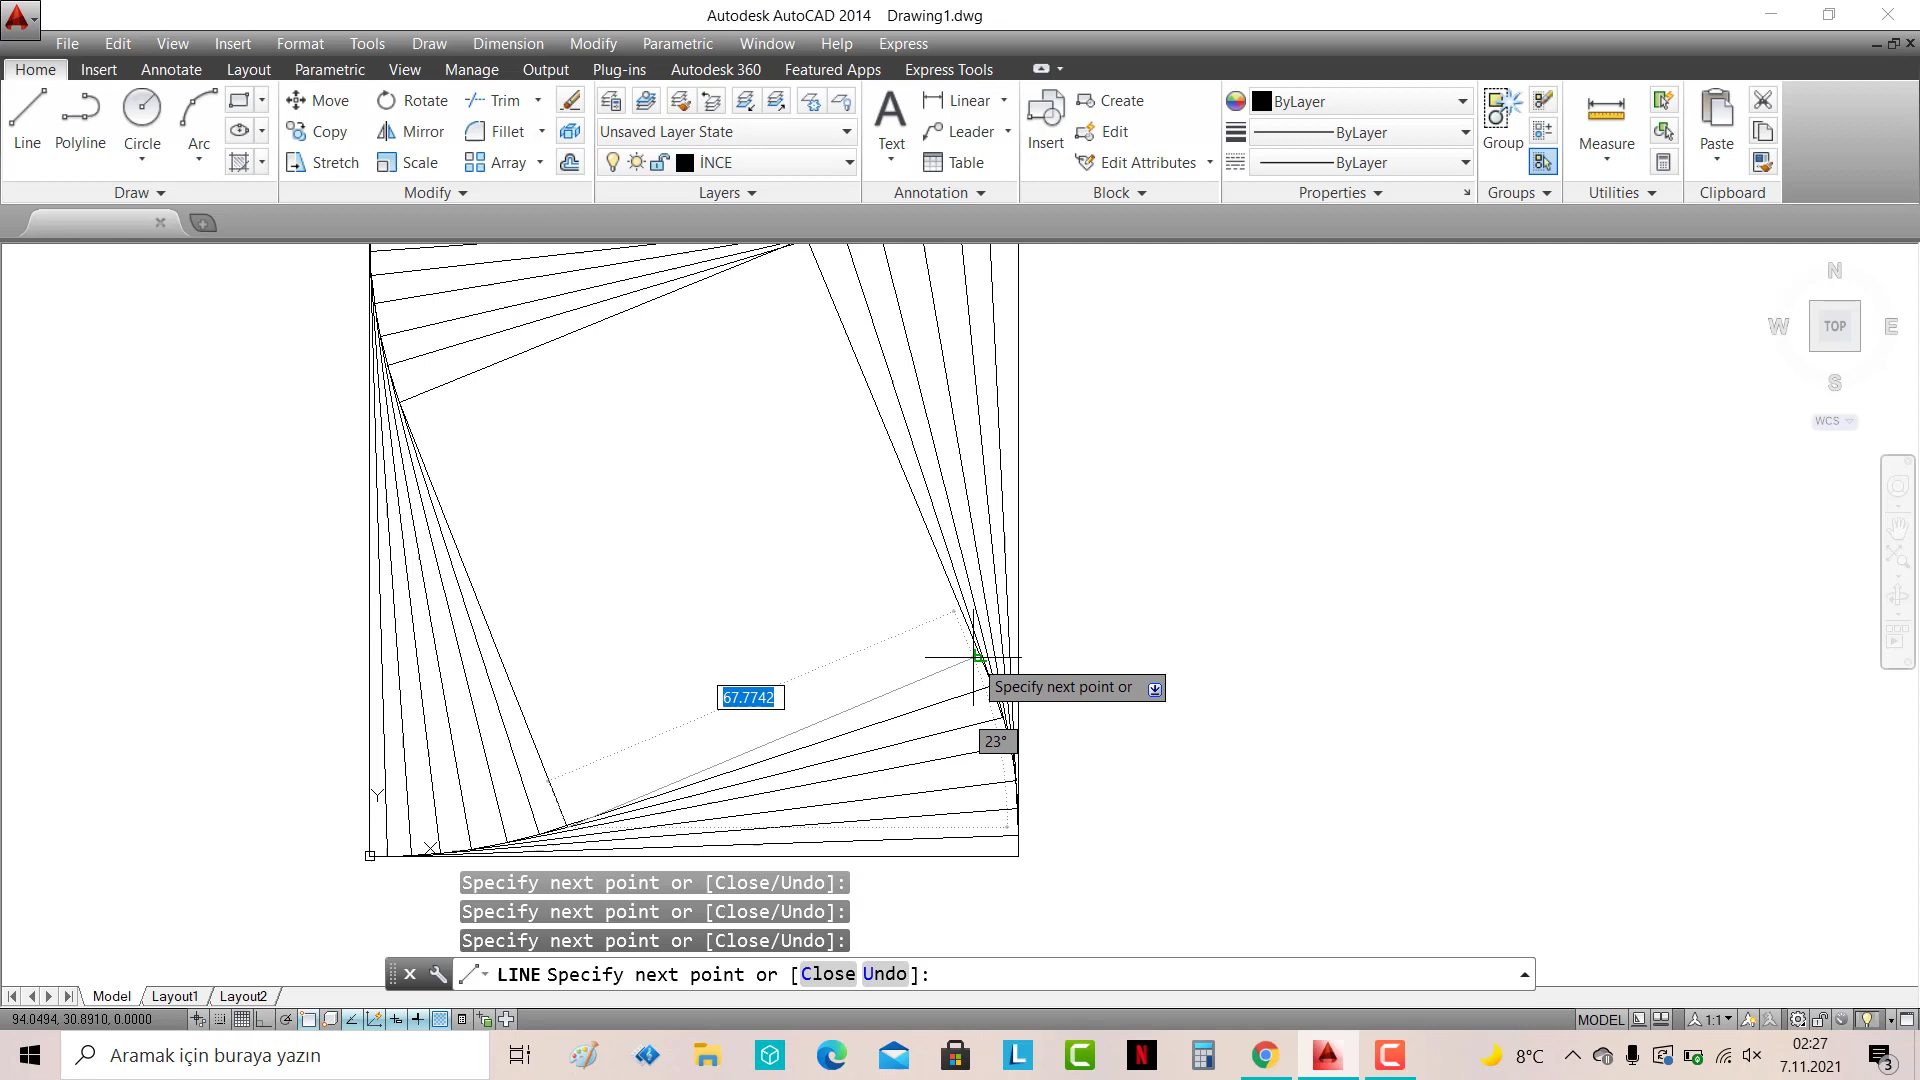 Autodesk AutoCAD 2014 Drawing1.dwg
File Edit View Insert Format Tools Draw Dimension Modify Parametric Window Help Express
Home Insert Annotate Layout Parametric View Manage Output Plug-ins Autodesk 360 Featured Apps Express Tools
Line Polyline Circle Arc
Move Rotate Trim
Copy Mirror Fillet
Stretch Scale Array
Unsaved Layer State
İNCE
Text
Linear
Leader
Table
Insert
Create
Edit
Edit Attributes
ByLayer
ByLayer
ByLayer
Group
Measure
Paste
Draw Modify Layers Annotation Block Properties Groups Utilities Clipboard
N
W TOP E
S
WCS
67.7742
Specify next point or
23°
Y
X
Specify next point or [Close/Undo]:
Specify next point or [Close/Undo]:
Specify next point or [Close/Undo]:
LINE Specify next point or [Close Undo]:
Model Layout1 Layout2
94.0494, 30.8910, 0.0000
MODEL 1:1
Aramak için buraya yazın
L C N C
8°C
02:27
7.11.2021
3